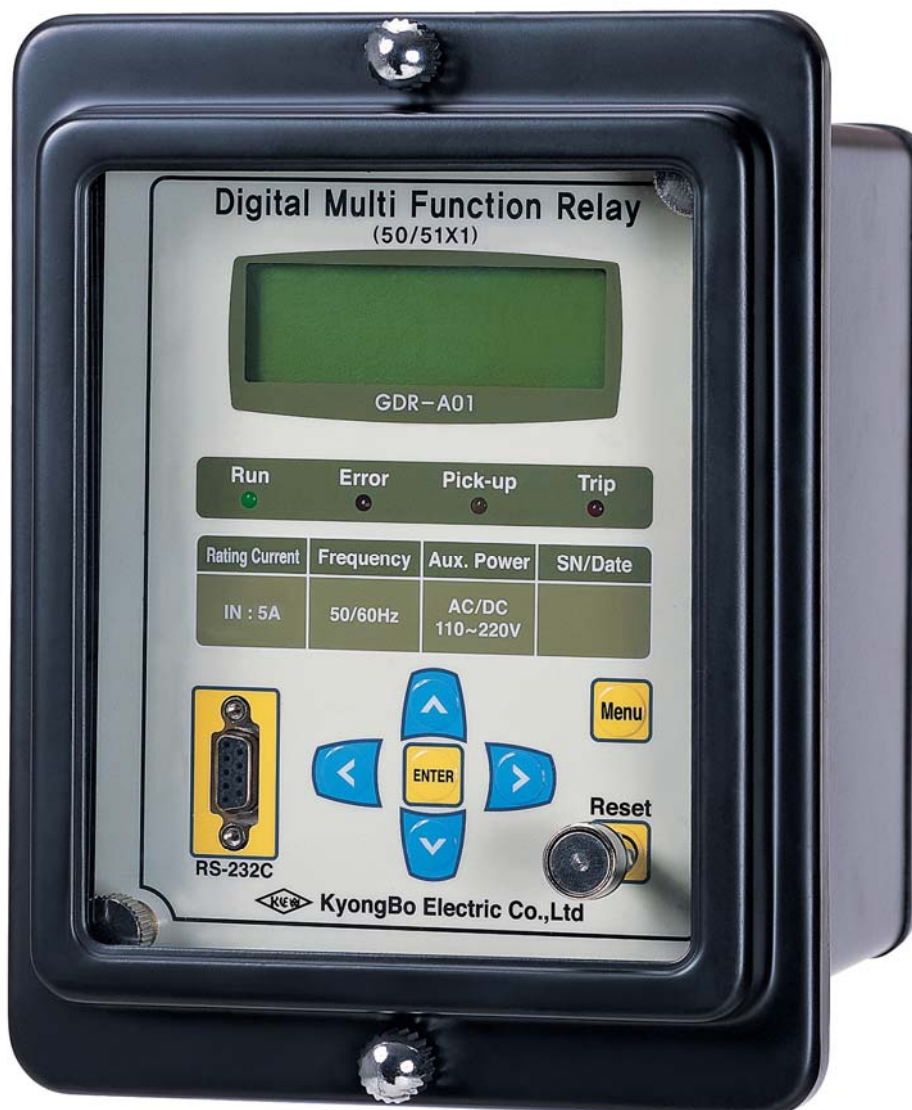 Digital Multi Function Relay
(50/51X1)
GDR-A01
Run Error Pick-up Trip
Rating Current Frequency Aux. Power SN/Date
IN : 5A 50/60Hz AC/DC
110~220V
Menu
ENTER
Reset
RS-232C
KyongBo Electric Co.,Ltd